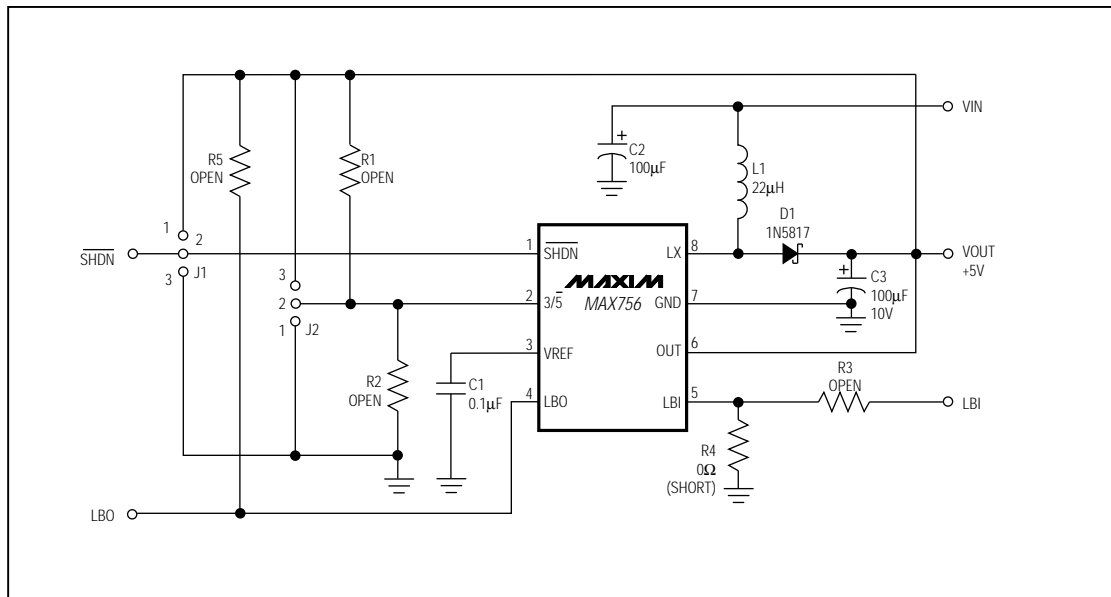 VIN
C2
+
100µF
L1
22µH
R5
OPEN
R1
OPEN
D1
1N5817
1
2
3
J1
SHDN
1
SHDN
LX
8
VOUT
+5V
MAXIM
MAX756
+
C3
100µF
10V
3
2
1
J2
2
3/5
GND
7
3
VREF
OUT
6
R3
OPEN
R2
OPEN
C1
0.1µF
4
LBO
LBI
5
LBI
R4
0Ω
(SHORT)
LBO